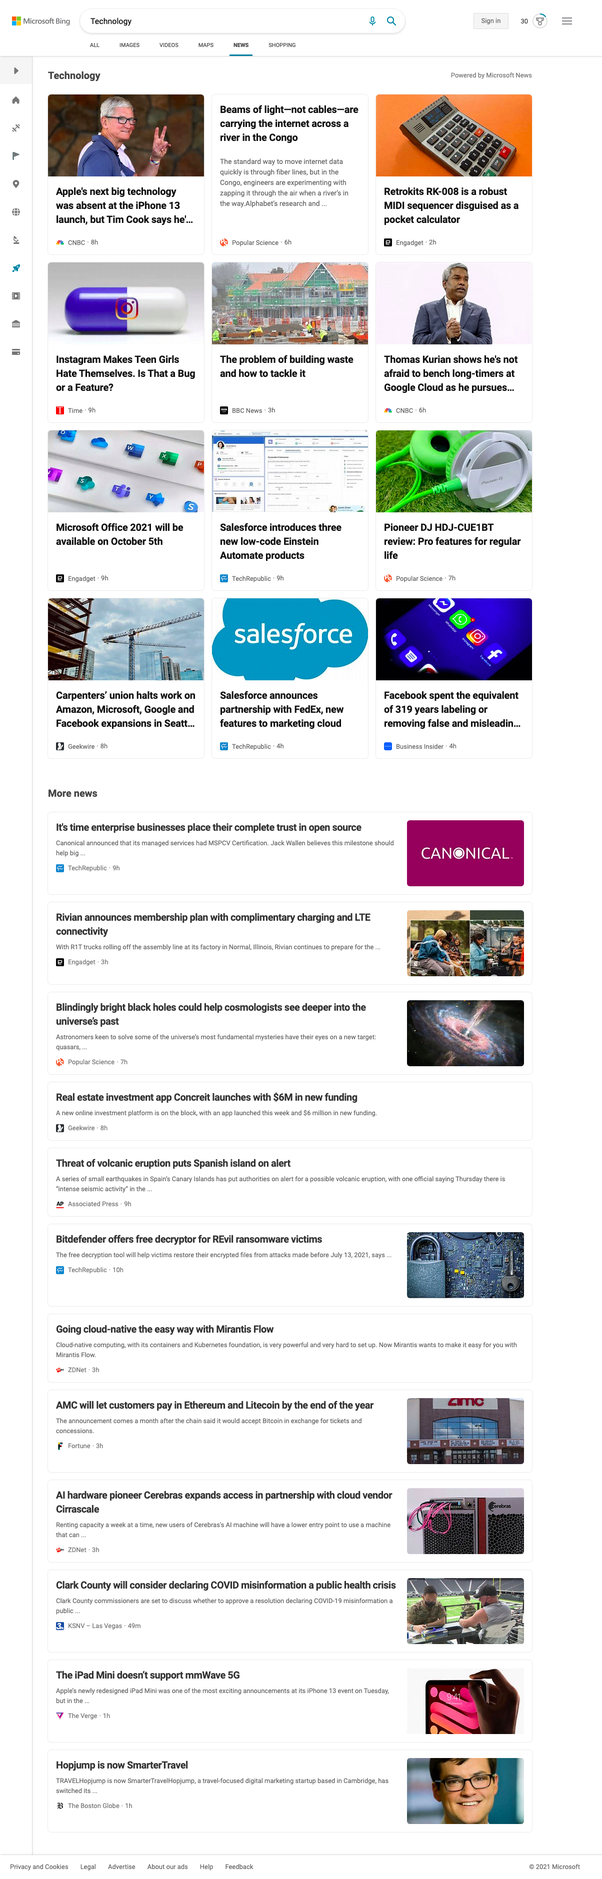 Microsoft Bing
Technology
Sign in
30
ALL
IMAGES
VIDEOS
MAPS
NEWS
SHOPPING
Technology
Powered by Microsoft News
Apple's next big technology
was absent at the iPhone 13
launch, but Tim Cook says he'...
CNBC · 8h
Beams of light—not cables—are
carrying the internet across a
river in the Congo
The standard way to move internet data
quickly is through fiber lines, but in the
Congo, engineers are experimenting with
zapping it through the air when a river's in
the way.Alphabet's research and ...
Popular Science · 6h
Retrokits RK-008 is a robust
MIDI sequencer disguised as a
pocket calculator
Engadget · 2h
Instagram Makes Teen Girls
Hate Themselves. Is That a Bug
or a Feature?
Time · 9h
The problem of building waste
and how to tackle it
BBC News · 3h
Thomas Kurian shows he's not
afraid to bench long-timers at
Google Cloud as he pursues...
CNBC · 6h
Microsoft Office 2021 will be
available on October 5th
Engadget · 9h
Salesforce introduces three
new low-code Einstein
Automate products
TechRepublic · 9h
Pioneer DJ HDJ-CUE1BT
review: Pro features for regular
life
Popular Science · 7h
Carpenters' union halts work on
Amazon, Microsoft, Google and
Facebook expansions in Seatt...
Geekwire · 8h
salesforce
Salesforce announces
partnership with FedEx, new
features to marketing cloud
TechRepublic · 4h
Facebook spent the equivalent
of 319 years labeling or
removing false and misleadin...
Business Insider · 4h
More news
It's time enterprise businesses place their complete trust in open source
Canonical announced that its managed services had MSPCV Certification. Jack Wallen believes this milestone should
help big ...
TechRepublic · 9h
CANONICAL
Rivian announces membership plan with complimentary charging and LTE
connectivity
With R1T trucks rolling off the assembly line at its factory in Normal, Illinois, Rivian continues to prepare for the ...
Engadget · 3h
Blindingly bright black holes could help cosmologists see deeper into the
universe's past
Astronomers keen to solve some of the universe's most fundamental mysteries have their eyes on a new target:
quasars, ...
Popular Science · 7h
Real estate investment app Concreit launches with $6M in new funding
A new online investment platform is on the block, with an app launched this week and $6 million in new funding.
Geekwire · 8h
Threat of volcanic eruption puts Spanish island on alert
A series of small earthquakes in Spain's Canary Islands has put authorities on alert for a possible volcanic eruption, with one official saying Thursday there is
"intense seismic activity" in the ...
AP
Associated Press · 9h
Bitdefender offers free decryptor for REvil ransomware victims
The free decryption tool will help victims restore their encrypted files from attacks made before July 13, 2021, says ...
TechRepublic · 10h
Going cloud-native the easy way with Mirantis Flow
Cloud-native computing, with its containers and Kubernetes foundation, is very powerful and very hard to set up. Now Mirantis wants to make it easy for you with
Mirantis Flow.
ZDNet · 3h
AMC will let customers pay in Ethereum and Litecoin by the end of the year
The announcement comes a month after the chain said it would accept Bitcoin in exchange for tickets and
concessions.
Fortune · 3h
amc
AI hardware pioneer Cerebras expands access in partnership with cloud vendor
Cirrascale
Renting capacity a week at a time, new users of Cerebras's AI machine will have a lower entry point to use a machine
that can ...
ZDNet · 3h
cerebras
Clark County will consider declaring COVID misinformation a public health crisis
Clark County commissioners are set to discuss whether to approve a resolution declaring COVID-19 misinformation a
public ...
KSNV – Las Vegas · 49m
The iPad Mini doesn't support mmWave 5G
Apple's newly redesigned iPad Mini was one of the most exciting announcements at its iPhone 13 event on Tuesday,
but in the ...
The Verge · 1h
9:41
Hopjump is now SmarterTravel
TRAVELHopjump is now SmarterTravelHopjump, a travel-focused digital marketing startup based in Cambridge, has
switched its ...
The Boston Globe · 1h
Privacy and Cookies
Legal
Advertise
About our ads
Help
Feedback
© 2021 Microsoft